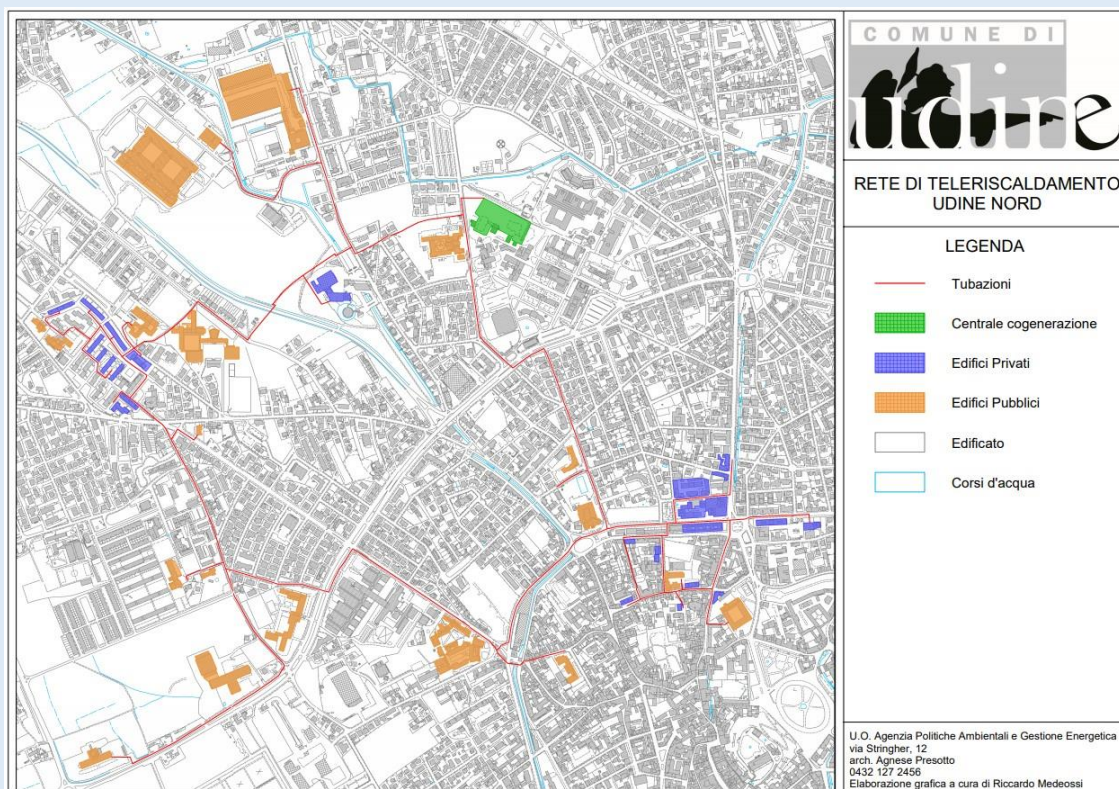 COMUNE DI
udine
RETE DI TELERISCALDAMENTO
UDINE NORD
LEGENDA
Tubazioni
Centrale cogenerazione
Edifici Privati
Edifici Pubblici
Edificato
Corsi d'acqua
U.O. Agenzia Politiche Ambientali e Gestione Energetica
via Stringher, 12
arch. Agnese Presotto
0432 127 2456
Elaborazione grafica a cura di Riccardo Medeossi